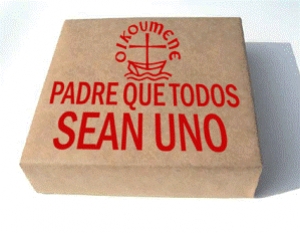 OIKOUMENE
PADRE QUE TODOS
SEAN UNO